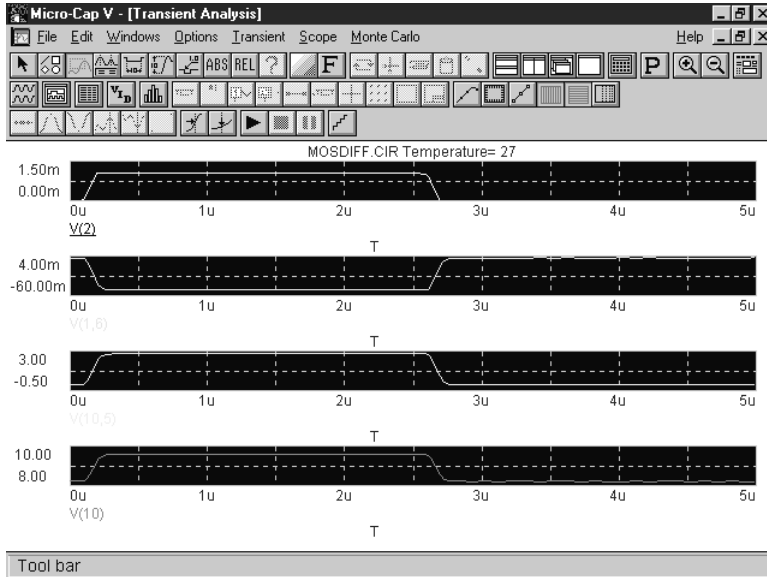 Micro-Cap V - [Transient Analysis]
File Edit Windows Options Transient Scope Monte Carlo Help
ABS REL ? F P
MOSDIFF.CIR Temperature= 27
1.50m
0.00m
0u 1u 2u 3u 4u 5u
V(2)
T
4.00m
-60.00m
0u 1u 2u 3u 4u 5u
V(1,6)
T
3.00
-0.50
0u 1u 2u 3u 4u 5u
V(10,5)
T
10.00
8.00
0u 1u 2u 3u 4u 5u
V(10)
T
Tool bar